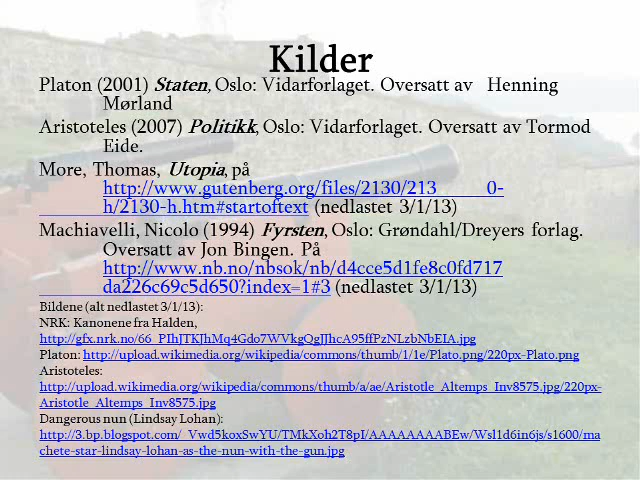 Kilder
Platon (2001) Staten, Oslo: Vidarforlaget. Oversatt av Henning
Mørland
Aristoteles (2007) Politikk, Oslo: Vidarforlaget. Oversatt av Tormod
Eide.
More, Thomas, Utopia, på
http://www.gutenberg.org/files/2130/213 0-
h/2130-h.htm#startoftext (nedlastet 3/1/13)
Machiavelli, Nicolo (1994) Fyrsten, Oslo: Grøndahl/Dreyers forlag.
Oversatt av Jon Bingen. På
http://www.nb.no/nbsok/nb/d4cce5d1fe8c0fd717
da226c69c5d650?index=1#3 (nedlastet 3/1/13)
Bildene (alt nedlastet 3/1/13):
NRK: Kanonene fra Halden,
http://gfx.nrk.no/66_PIhJTKJhMq4Gdo7WVkgQgJJhcA95ffPzNLzbNbEIA.jpg
Platon: http://upload.wikimedia.org/wikipedia/commons/thumb/1/1e/Plato.png/220px-Plato.png
Aristoteles:
http://upload.wikimedia.org/wikipedia/commons/thumb/a/ae/Aristotle_Altemps_Inv8575.jpg/220px-
Aristotle_Altemps_Inv8575.jpg
Dangerous nun (Lindsay Lohan):
http://3.bp.blogspot.com/_Vwd5koxSwYU/TMkXoh2T8pI/AAAAAAAABEw/Wsl1d6in6js/s1600/ma
chete-star-lindsay-lohan-as-the-nun-with-the-gun.jpg